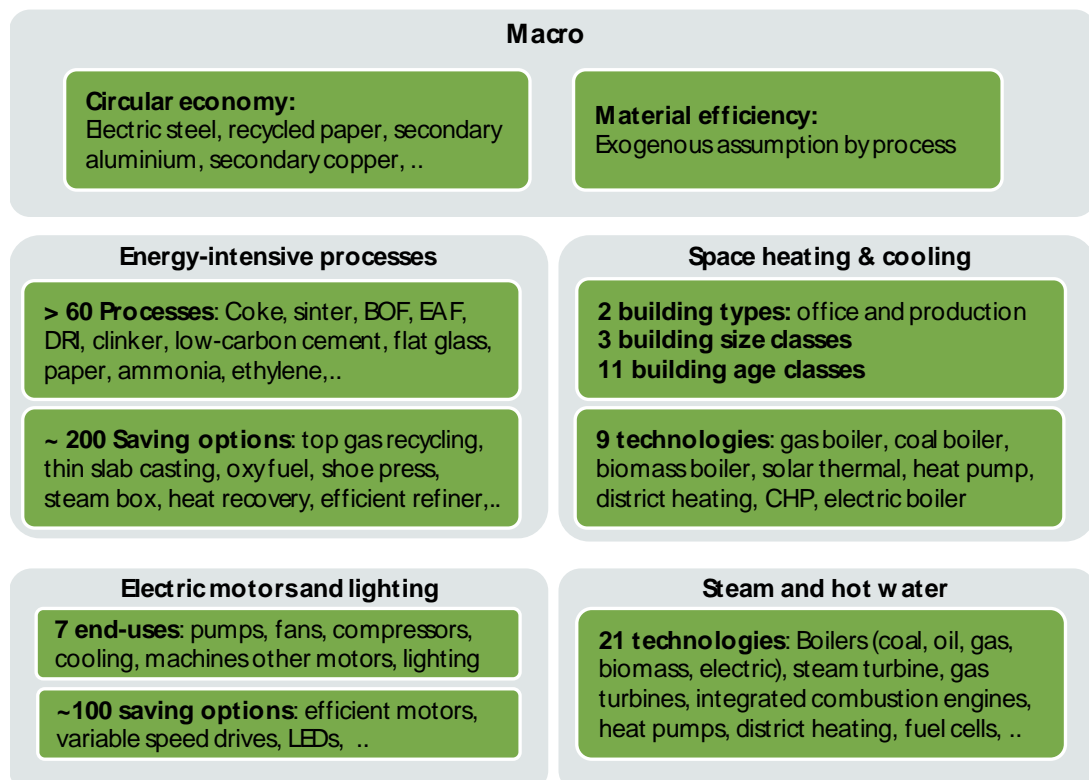 Macro
Circular economy:
Electric steel, recycled paper, secondary
aluminium, secondary copper, ..
Material efficiency:
Exogenous assumption by process
Energy-intensive processes
> 60 Processes: Coke, sinter, BOF, EAF,
DRI, clinker, low-carbon cement, flat glass,
paper, ammonia, ethylene,..
~ 200 Saving options: top gas recycling,
thin slab casting, oxyfuel, shoe press,
steam box, heat recovery, efficient refiner,..
Space heating & cooling
2 building types: office and production
3 building size classes
11 building age classes
9 technologies: gas boiler, coal boiler,
biomass boiler, solar thermal, heat pump,
district heating, CHP, electric boiler
Electric motors and lighting
7 end-uses: pumps, fans, compressors,
cooling, machines other motors, lighting
~100 saving options: efficient motors,
variable speed drives, LEDs, ..
Steam and hot water
21 technologies: Boilers (coal, oil, gas,
biomass, electric), steam turbine, gas
turbines, integrated combustion engines,
heat pumps, district heating, fuel cells, ..